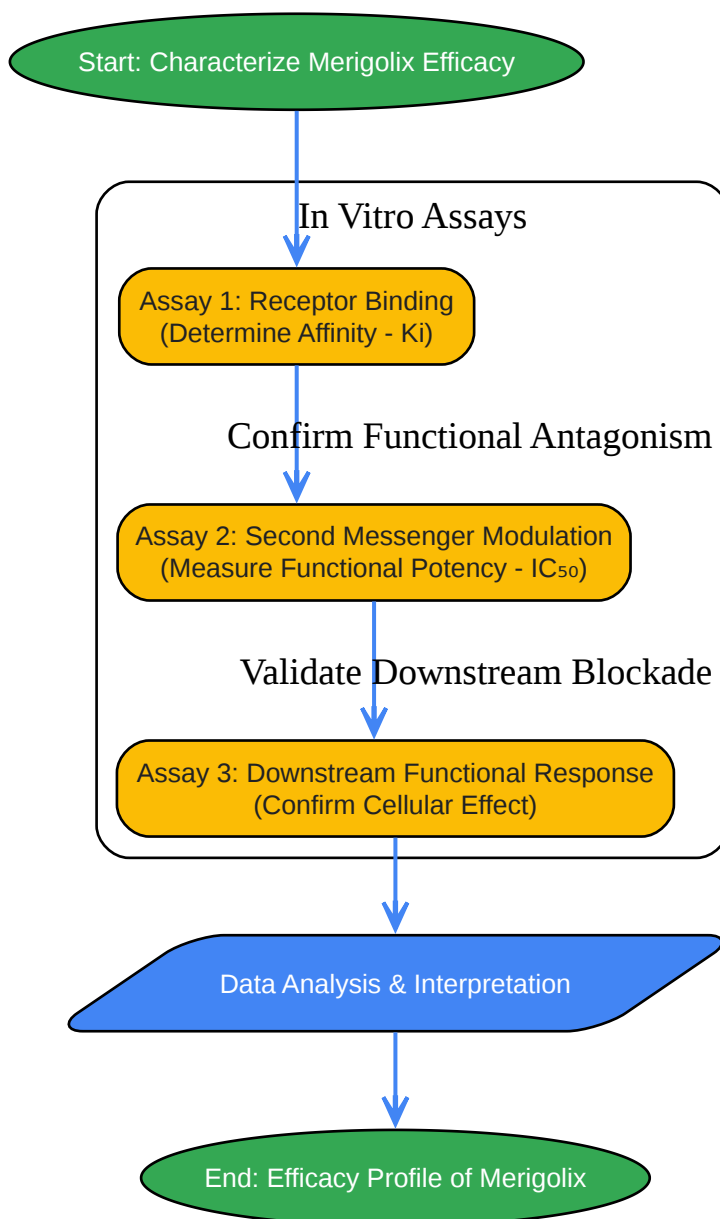 Start: Characterize Merigolix Efficacy
In Vitro Assays
Assay 1: Receptor Binding
(Determine Affinity - Ki)
Confirm Functional Antagonism
Assay 2: Second Messenger Modulation
(Measure Functional Potency - IC₅₀)
Validate Downstream Blockade
Assay 3: Downstream Functional Response
(Confirm Cellular Effect)
Data Analysis & Interpretation
End: Efficacy Profile of Merigolix